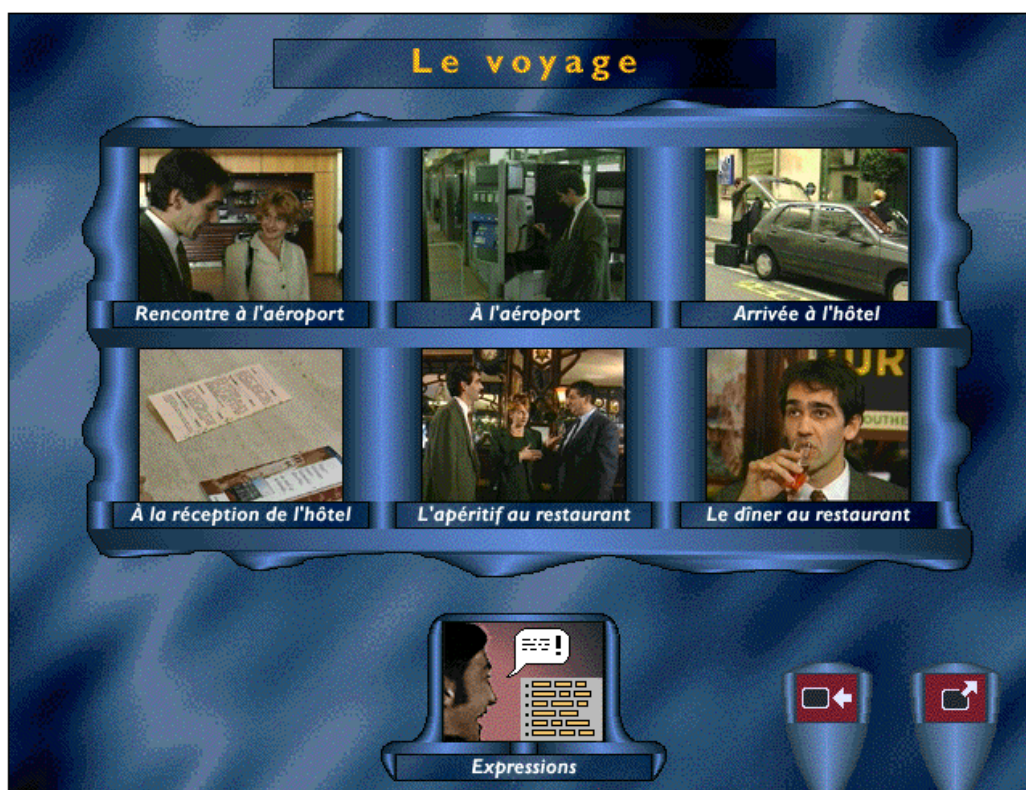 Le voyage
Rencontre à l'aéroport
À l'aéroport
Arrivée à l'hôtel
À la réception de l'hôtel
L'apéritif au restaurant
Le dîner au restaurant
Expressions